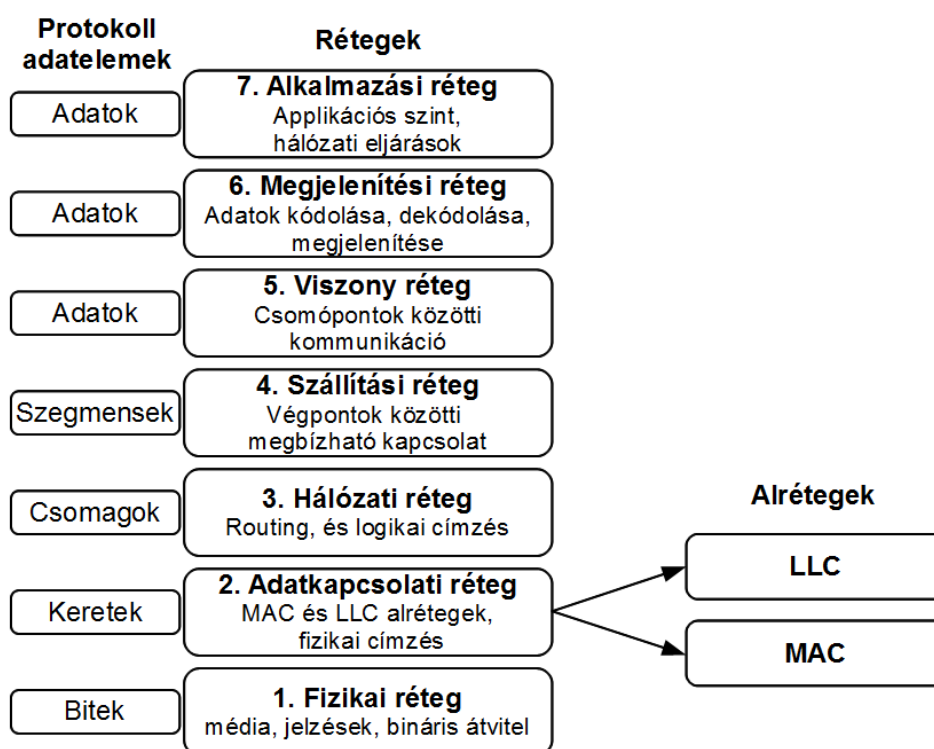 Protokoll
adatelemek
Rétegek
Adatok
7. Alkalmazási réteg
Applikációs szint,
hálózati eljárások
Adatok
6. Megjelenítési réteg
Adatok kódolása, dekódolása,
megjelenítése
Adatok
5. Viszony réteg
Csomópontok közötti
kommunikáció
Szegmensek
4. Szállítási réteg
Végpontok közötti
megbízható kapcsolat
Csomagok
3. Hálózati réteg
Routing, és logikai címzés
Alrétegek
Keretek
2. Adatkapcsolati réteg
MAC és LLC alrétegek,
fizikai címzés
LLC
MAC
Bitek
1. Fizikai réteg
média, jelzések, bináris átvitel